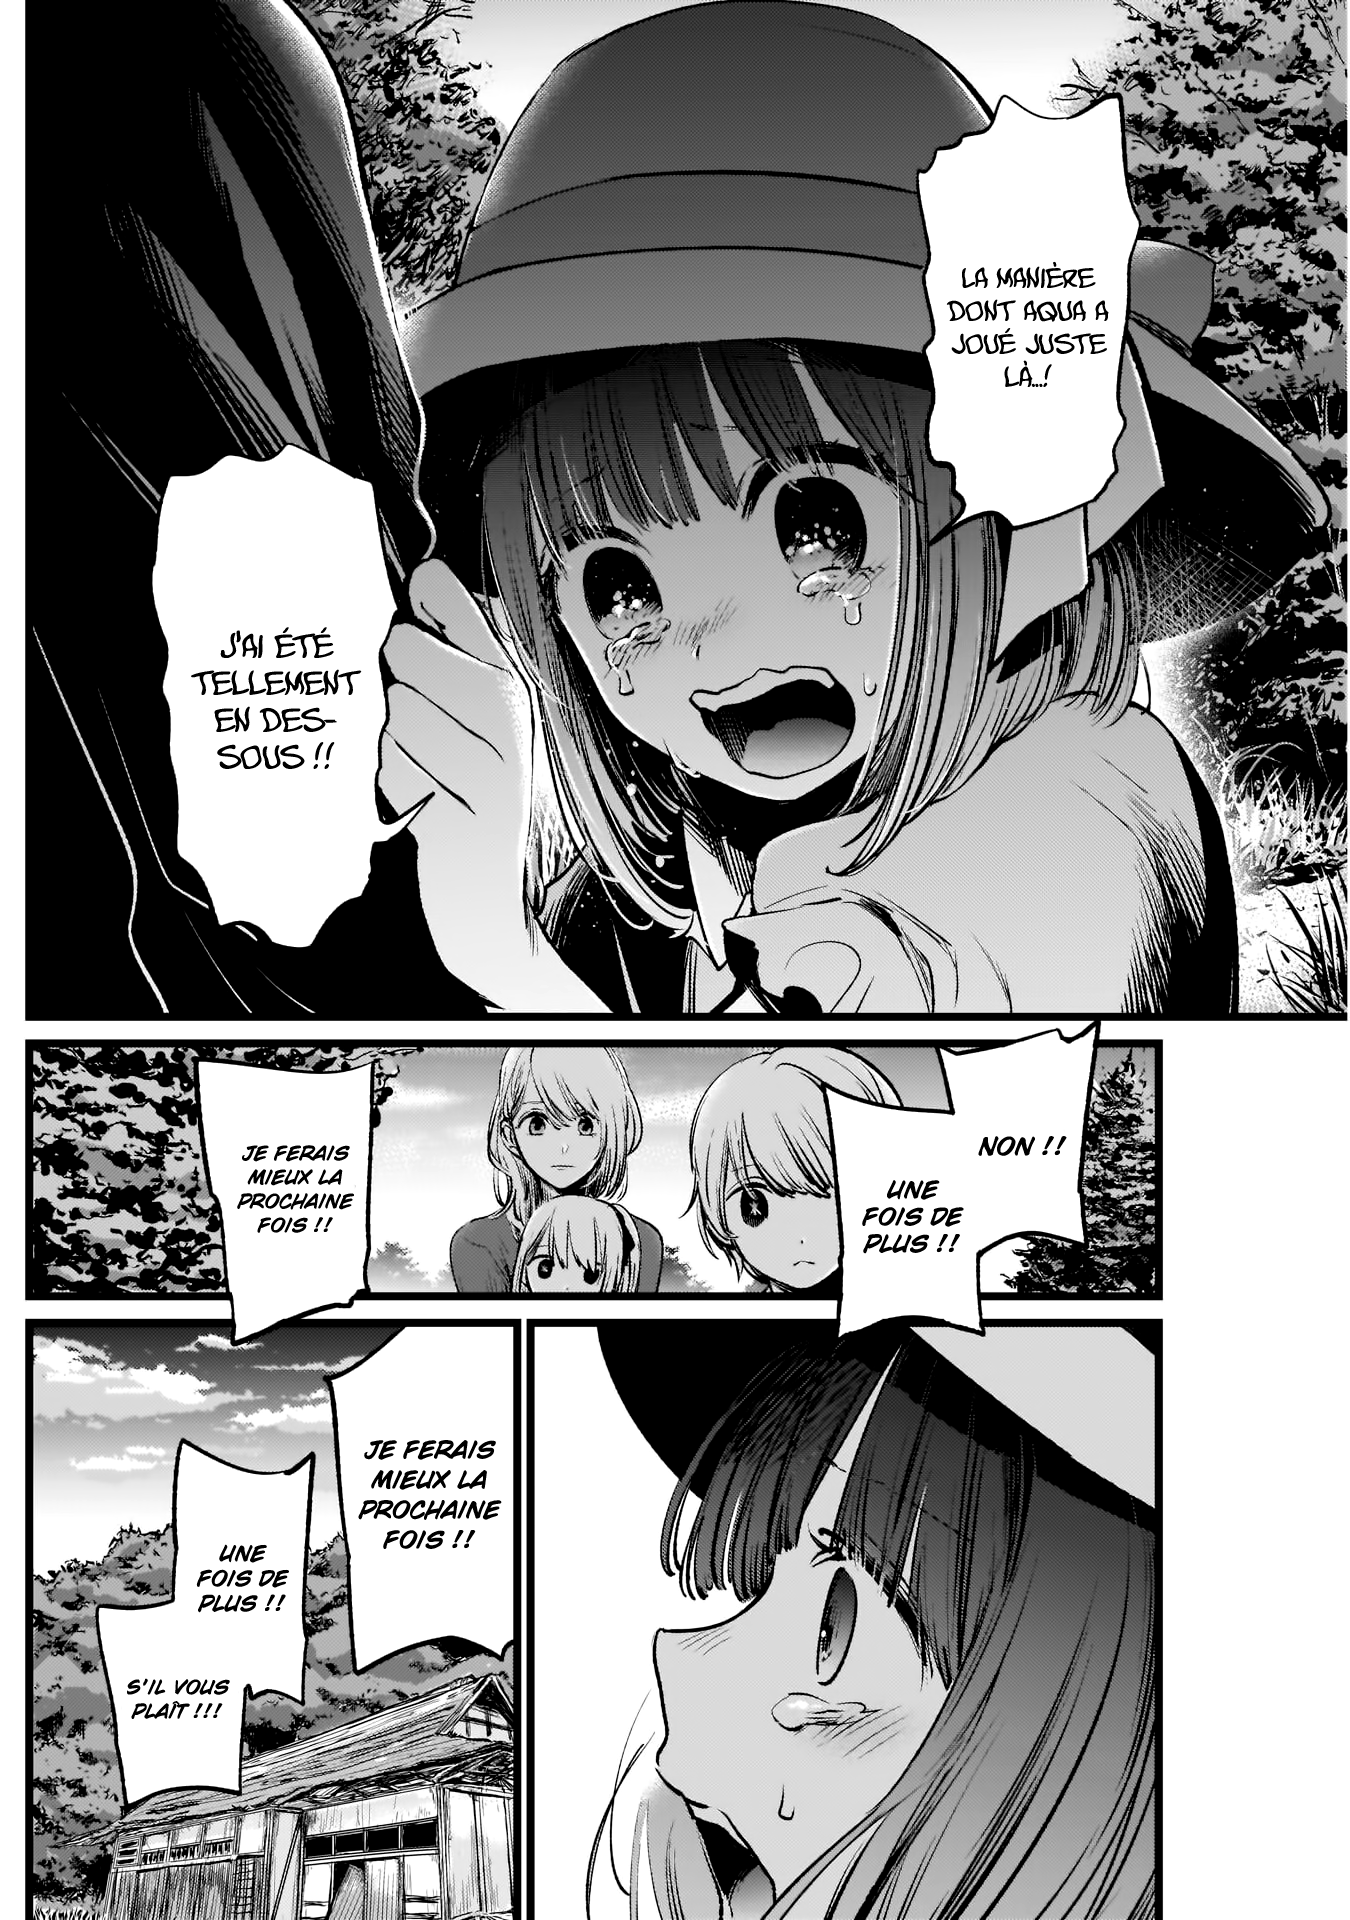 LA MANIÈRE
DONT AQUA A
JOUÉ JUSTE
LÀ...!
J'AI ÉTÉ
TELLEMENT
EN DES-
SOUS !!
NON !!
UNE
FOIS DE
PLUS !!
JE FERAIS
MIEUX LA
PROCHAINE
FOIS !!
JE FERAIS
MIEUX LA
PROCHAINE
FOIS !!
UNE
FOIS DE
PLUS !!
S'IL VOUS
PLAÎT !!!